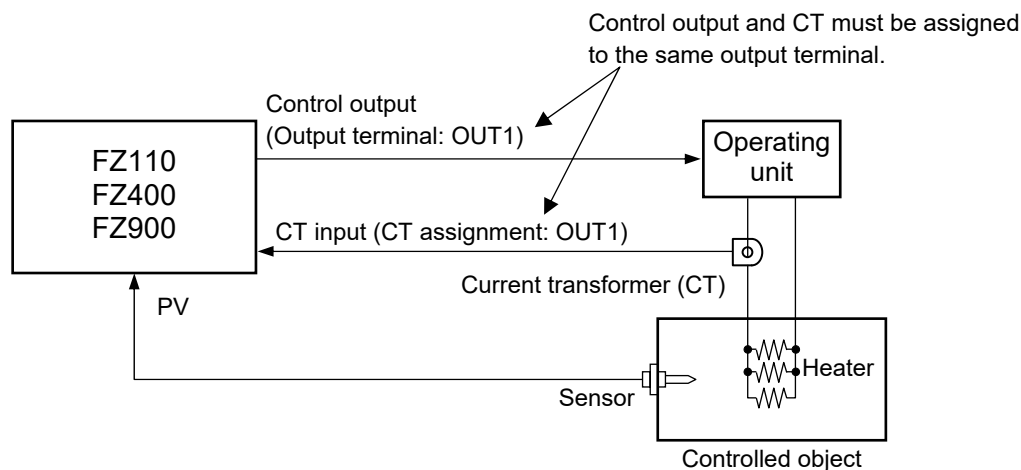 Control output and CT must be assigned
to the same output terminal.
Control output
(Output terminal: OUT1)
FZ110
FZ400
FZ900
Operating
unit
CT input (CT assignment: OUT1)
Current transformer (CT)
PV
Heater
Sensor
Controlled object